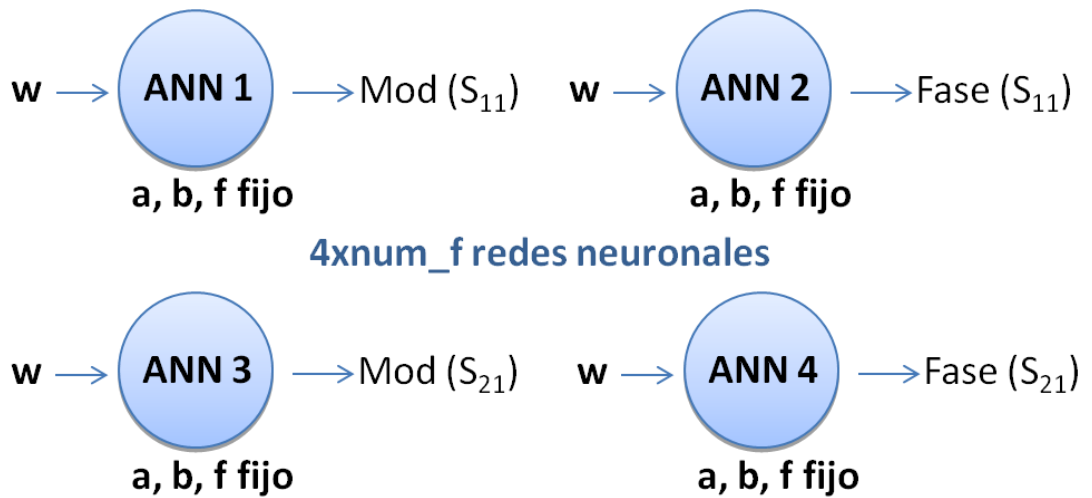 w ANN 1 Mod (S₁₁) w ANN 2 Fase (S₁₁)
a, b, f fijo a, b, f fijo
4xnum_f redes neuronales
w ANN 3 Mod (S₂₁) w ANN 4 Fase (S₂₁)
a, b, f fijo a, b, f fijo